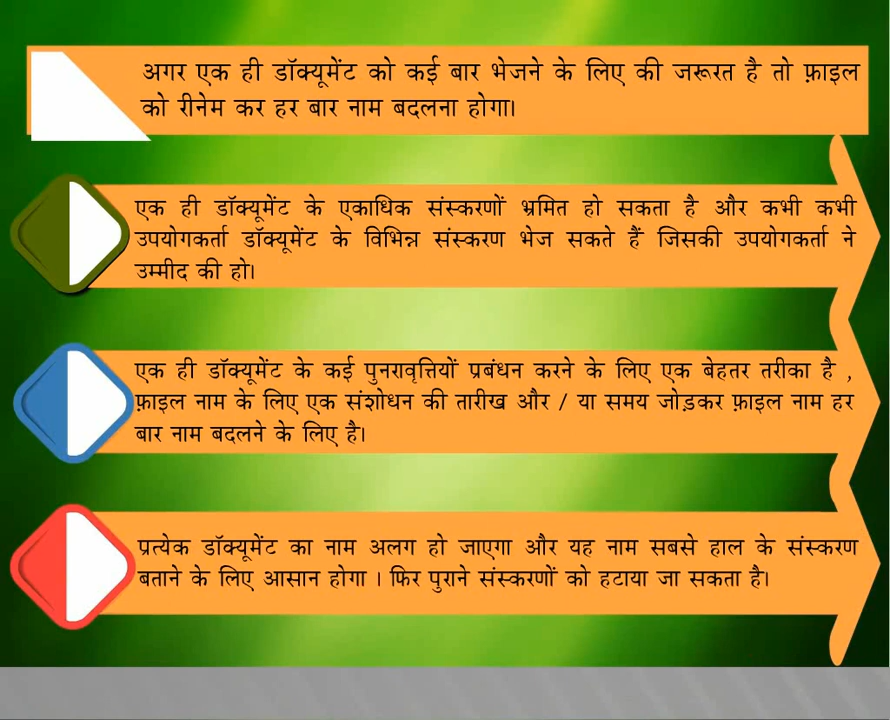 अगर एक ही डॉक्यूमेंट को कई बार भेजने के लिए की जरूरत है तो फ़ाइल
को रीनेम कर हर बार नाम बदलना होगा।
एक ही डॉक्यूमेंट के एकाधिक संस्करणों भ्रमित हो सकता है और कभी कभी
उपयोगकर्ता डॉक्यूमेंट के विभिन्न संस्करण भेज सकते हैं जिसकी उपयोगकर्ता ने
उम्मीद की हो।
एक ही डॉक्यूमेंट के कई पुनरावृत्तियों प्रबंधन करने के लिए एक बेहतर तरीका है ,
फ़ाइल नाम के लिए एक संशोधन की तारीख और / या समय जोड़कर फ़ाइल नाम हर
बार नाम बदलने के लिए है।
प्रत्येक डॉक्यूमेंट का नाम अलग हो जाएगा और यह नाम सबसे हाल के संस्करण
बताने के लिए आसान होगा । फिर पुराने संस्करणों को हटाया जा सकता है।